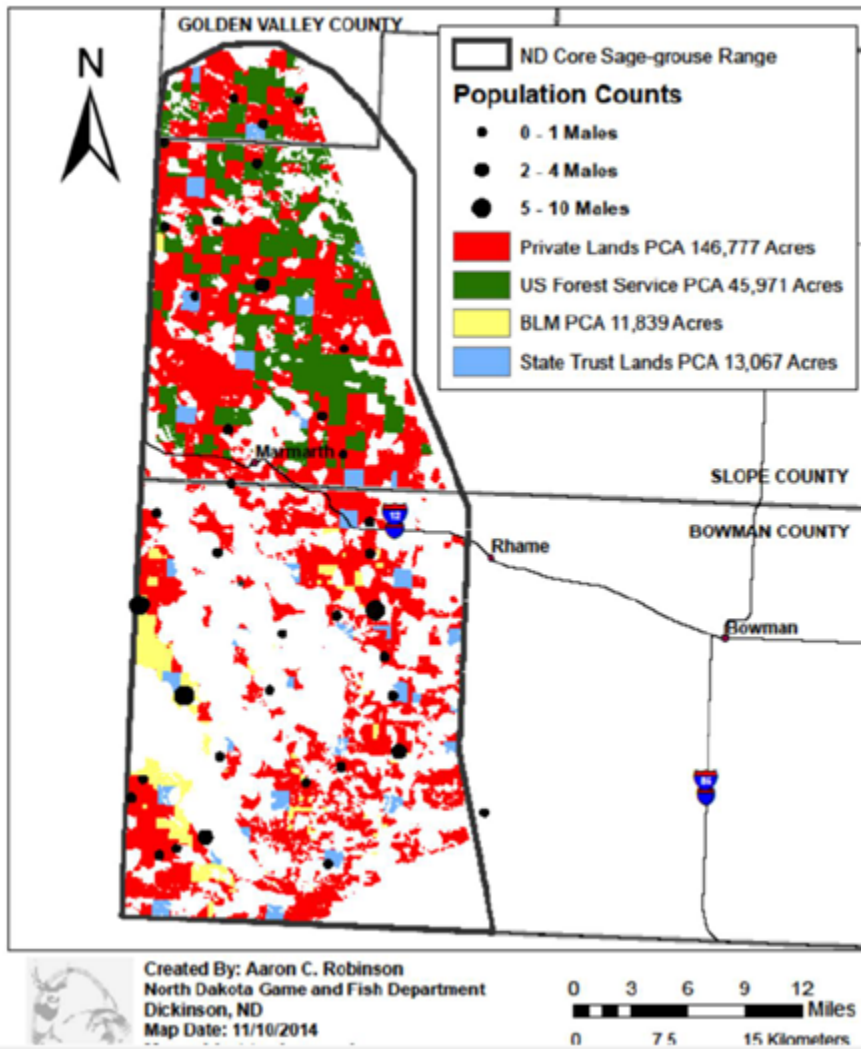 GOLDEN VALLEY COUNTY
N
ND Core Sage-grouse Range
Population Counts
0 - 1 Males
2 - 4 Males
5 - 10 Males
Private Lands PCA 146,777 Acres
US Forest Service PCA 45,971 Acres
BLM PCA 11,839 Acres
State Trust Lands PCA 13,067 Acres
Marmarth
SLOPE COUNTY
12
BOWMAN COUNTY
Rhame
Bowman
Created By: Aaron C. Robinson
North Dakota Game and Fish Department
Dickinson, ND
Map Date: 11/10/2014
0 3 6 9 12
Miles
0 7.5 15 Kilometers